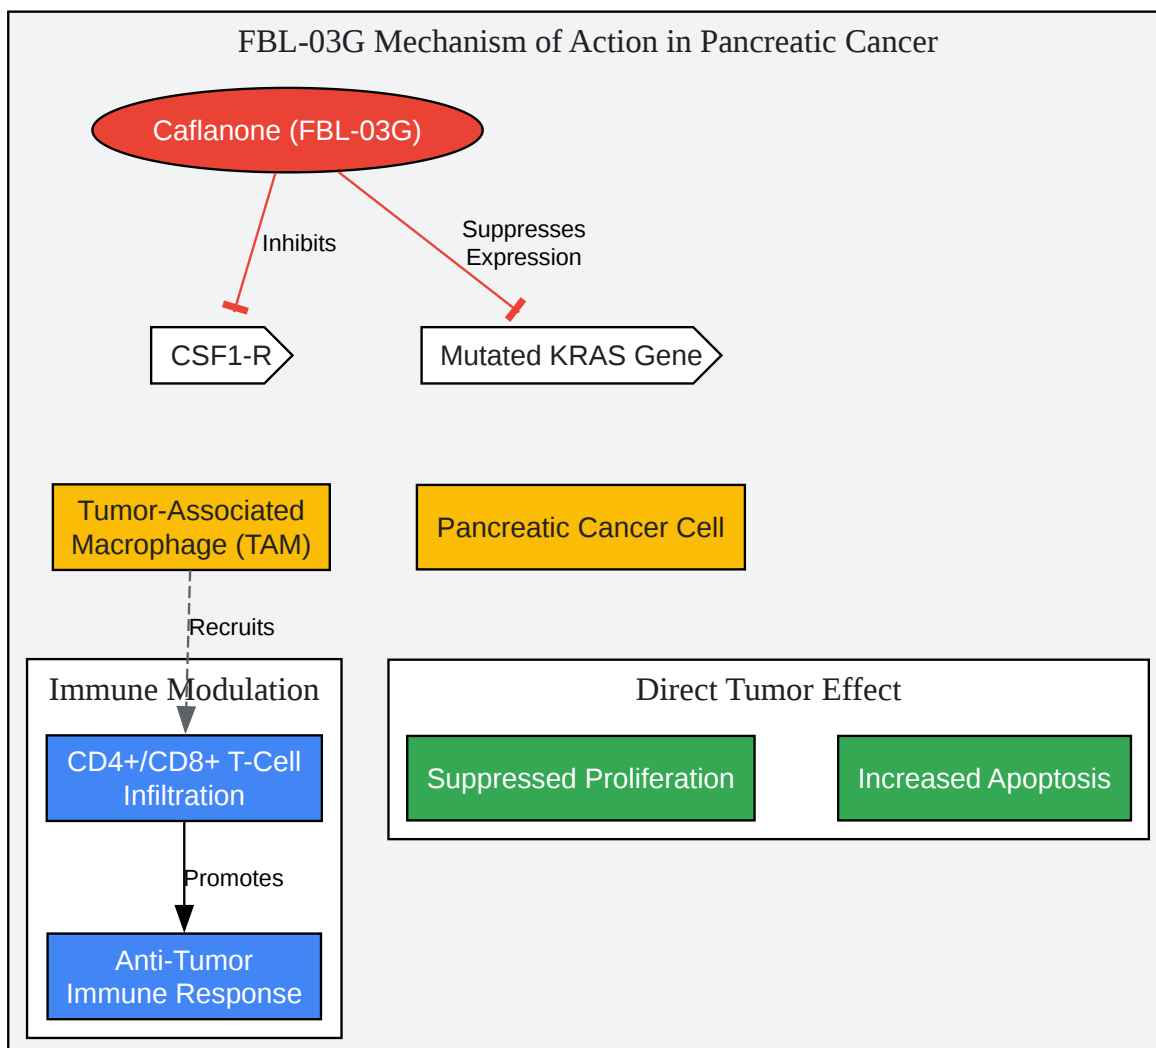 FBL-03G Mechanism of Action in Pancreatic Cancer
Caflanone (FBL-03G)
Inhibits
Suppresses
Expression
CSF1-R
Mutated KRAS Gene
Tumor-Associated
Macrophage (TAM)
Pancreatic Cancer Cell
Recruits
Immune Modulation
CD4+/CD8+ T-Cell
Infiltration
Promotes
Anti-Tumor
Immune Response
Direct Tumor Effect
Suppressed Proliferation
Increased Apoptosis